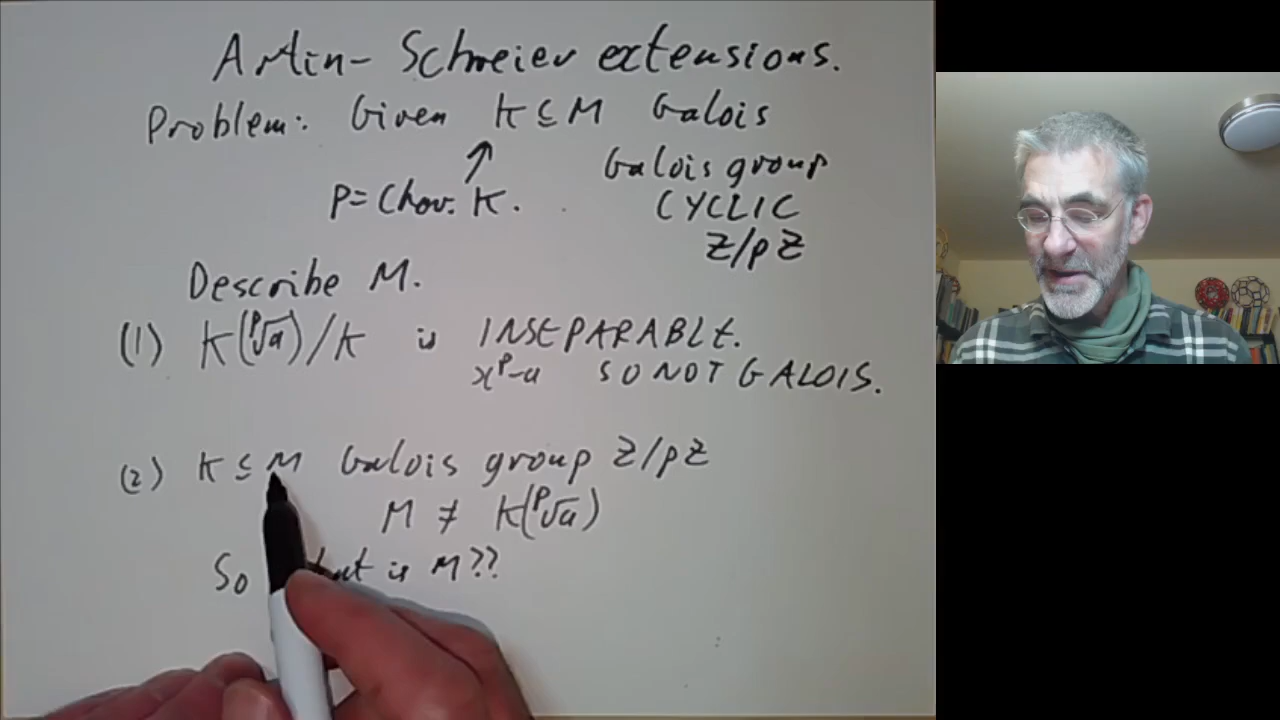 Artin-Schreier extensions.
Problem: Given K ⊆ M Galois
p = Char. K.
Galois group
CYCLIC
Z/pZ
Describe M.
(1) K(ᵖ√a)/K is INSEPARABLE.
xᵖ-a SO NOT GALOIS.
(2) K ⊆ M Galois group Z/pZ
M ≠ K(ᵖ√a)
So is M??